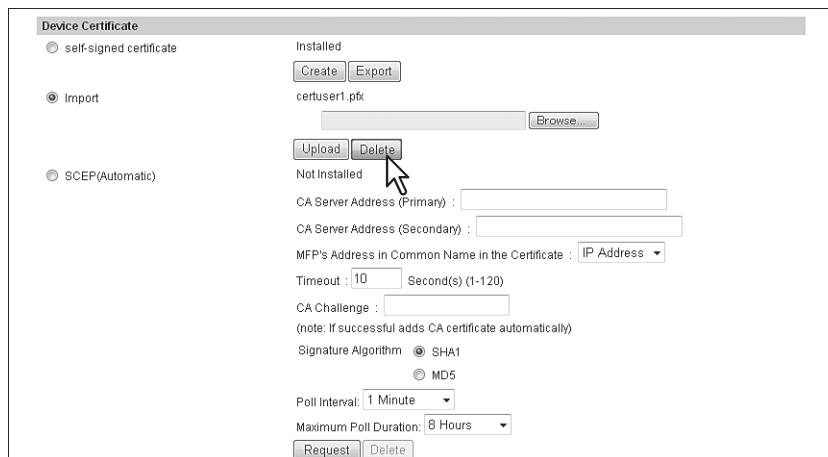 Device Certificate
self-signed certificate Installed
Create Export
Import certuser1.pfx
Browse...
Upload Delete
SCEP(Automatic) Not Installed
CA Server Address (Primary) :
CA Server Address (Secondary) :
MFP's Address in Common Name in the Certificate : IP Address
Timeout : 10 Second(s) (1-120)
CA Challenge :
(note: If successful adds CA certificate automatically)
Signature Algorithm SHA1
MD5
Poll Interval: 1 Minute
Maximum Poll Duration: 8 Hours
Request Delete